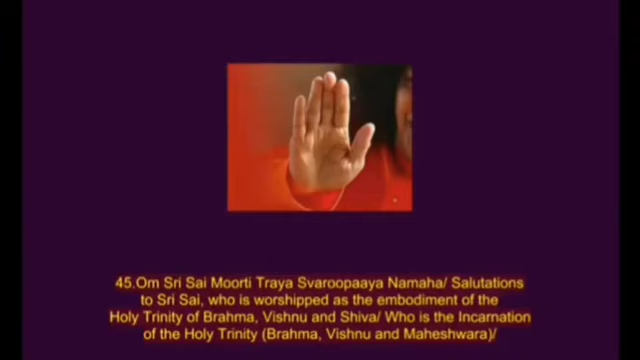 45.Om Sri Sai Moorti Traya Svaroopaaya Namaha/ Salutations
to Sri Sai, who is worshipped as the embodiment of the
Holy Trinity of Brahma, Vishnu and Shiva/ Who is the Incarnation
of the Holy Trinity (Brahma, Vishnu and Maheshwara)/